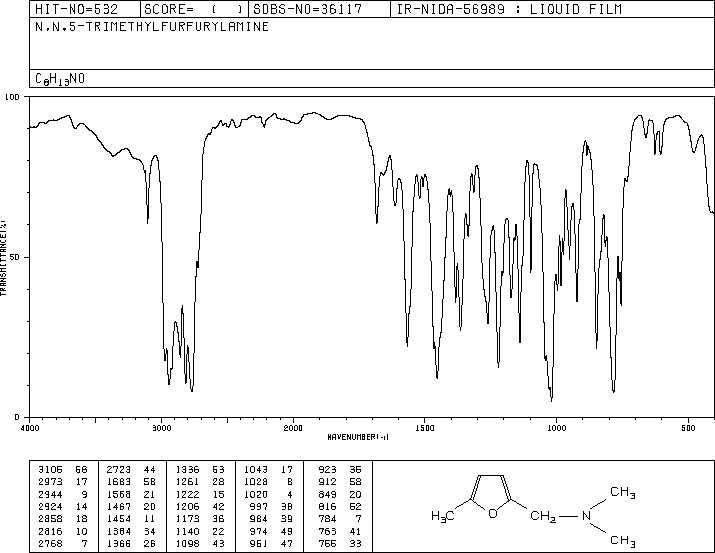 HIT-NO=532 SCORE= ( ) SDBS-NO=36117 IR-NIDA-56989 : LIQUID FILM
N,N,5-TRIMETHYLFURFURYLAMINE
C8H13NO
100
50
0
TRANSMITTANCE(%)
4000 3000 2000 1500 1000 500
WAVENUMBER(-1)
3105 68 2723 44 1336 53 1043 17 923 35
2973 17 1683 58 1261 28 1028 8 912 58
2944 9 1568 21 1222 15 1020 4 849 20
2924 14 1467 20 1206 42 997 38 816 52
2858 18 1454 11 1173 36 984 39 784 7
2816 10 1384 34 1140 22 974 49 763 41
2768 7 1366 26 1098 43 951 47 755 33
H3C O CH2 N CH3 CH3